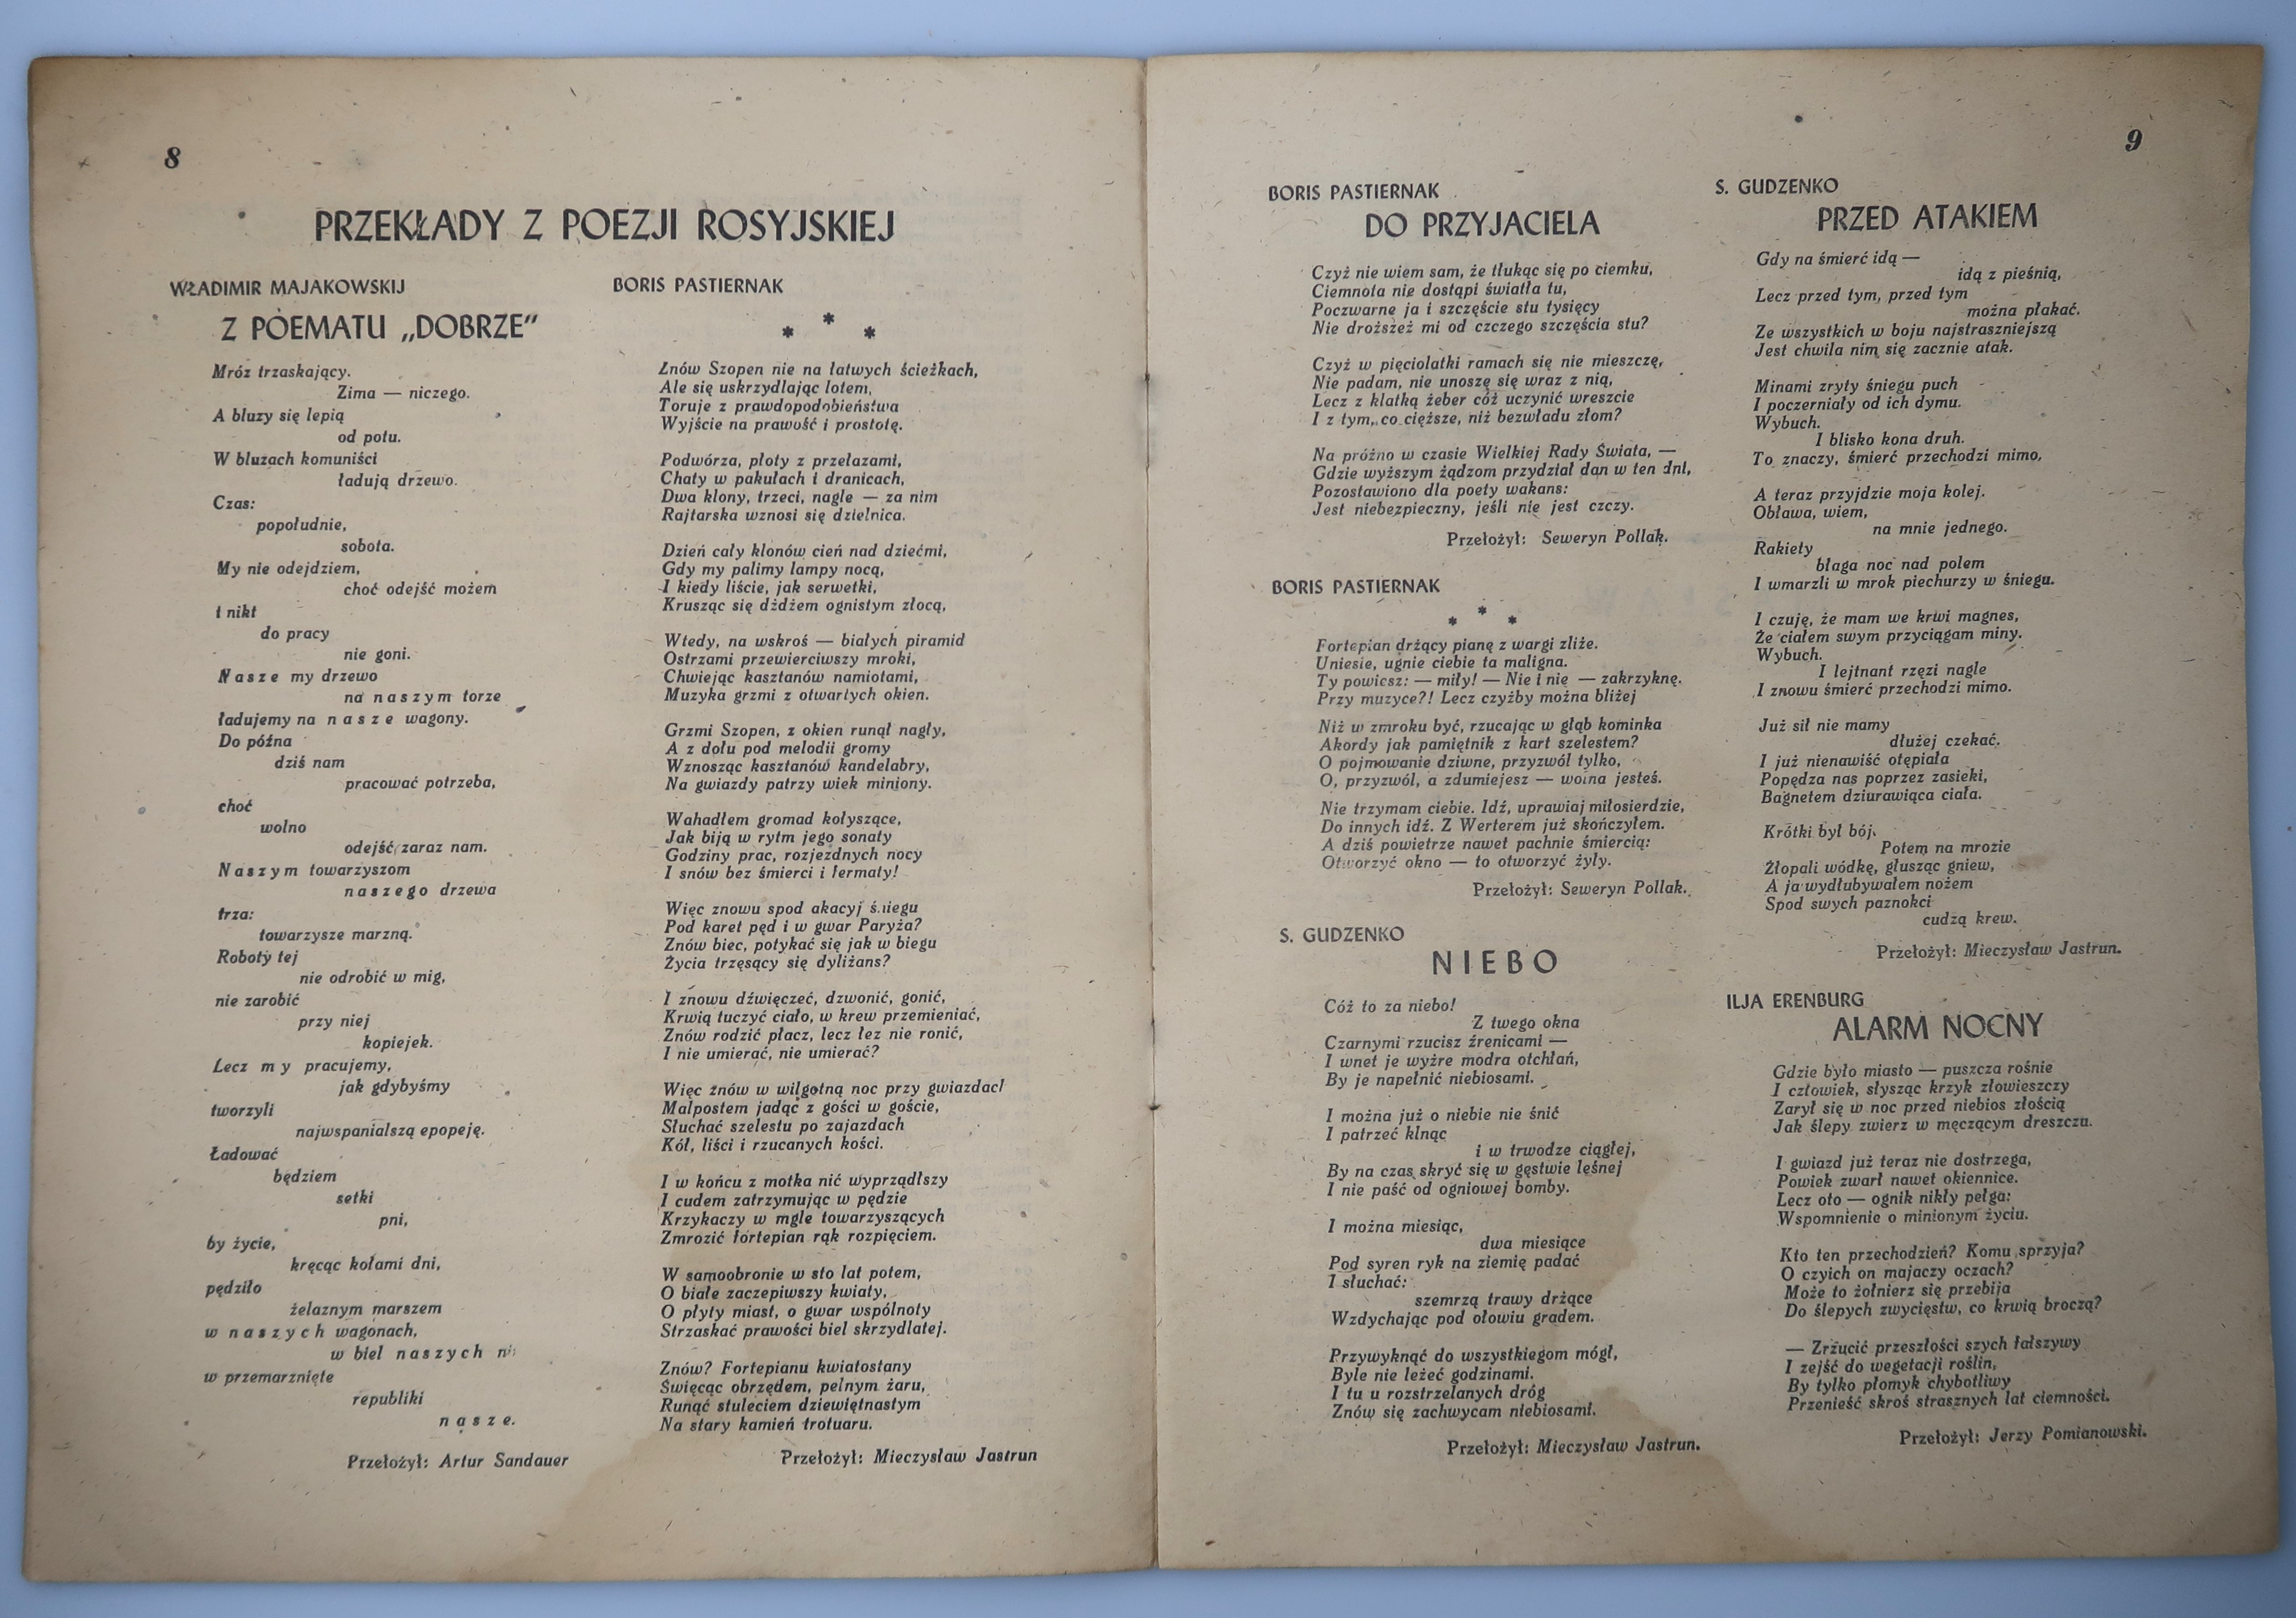 8
PRZEKŁADY Z POEZJI ROSYJSKIEJ
WŁADIMIR MAJAKOWSKIJ
Z POEMATU „DOBRZE”
Mróz trzaskający.
Zima — niczego.
A bluzy się lepią
od potu.
W bluzach komuniści
ładują drzewo.
Czas:
popołudnie,
sobota.
My nie odejdziem,
choć odejść możem
i nikt
do pracy
nie goni.
Nasze my drzewo
na naszym torze
ładujemy na nasze wagony.
Do późna
dziś nam
pracować potrzeba,
choć
wolno
odejść zaraz nam.
Naszym towarzyszom
naszego drzewa
trza:
towarzysze marzną.
Roboty tej
nie odrobić w mig,
nie zarobić
przy niej
kopiejek.
Lecz my pracujemy,
jak gdybyśmy
tworzyli
najwspanialszą epopeję.
Ładować
będziem
setki
pni,
by życie,
kręcąc kołami dni,
pędziło
żelaznym marszem
w naszych wagonach,
w biel naszych
w przemarznięte
republiki
nasze.
Przełożył: Artur Sandauer
BORIS PASTIERNAK
* * *
Znów Szopen nie na łatwych ścieżkach,
Ale się uskrzydlając lotem,
Toruje z prawdopodobieństwa
Wyjście na prawość i prostotę.
Podwórza, płoty z przełazami,
Chaty w pakułach i dranicach,
Dwa klony, trzeci, nagle — za nim
Rajtarska wznosi się dzielnica.
Dzień cały klonów cień nad dziećmi,
Gdy my palimy lampy nocą,
I kiedy liście, jak serwetki,
Krusząc się dżdżem ognistym złocą,
Wtedy, na wskroś — białych piramid
Ostrzami przewierciwszy mroki,
Chwiejąc kasztanów namiotami,
Muzyka grzmi z otwartych okien.
Grzmi Szopen, z okien runął nagły,
A z dołu pod melodii gromy
Wznosząc kasztanów kandelabry,
Na gwiazdy patrzy wiek miniony.
Wahadłem gromad kołyszące,
Jak biją w rytm jego sonaty
Godziny prac, rozjezdnych nocy
I snów bez śmierci i fermaty!
Więc znowu spod akacyj śniegu
Pod karet pęd i w gwar Paryża?
Znów biec, potykać się jak w biegu
Życia trzęsący się dyliżans?
I znowu dźwięczeć, dzwonić, gonić,
Krwią tuczyć ciało, w krew przemieniać,
Znów rodzić płacz, lecz łez nie ronić,
I nie umierać, nie umierać?
Więc znów w wilgotną noc przy gwiazdach
Malpostem jadąc z gości w goście,
Słuchać szelestu po zajazdach
Kół, liści i rzucanych kości.
I w końcu z motka nić wyprządłszy
I cudem zatrzymując w pędzie
Krzykaczy w mgle towarzyszących
Zmrozić fortepian rąk rozpięciem.
W samoobronie w sto lat potem,
O białe zaczepiwszy kwiaty,
O płyty miast, o gwar wspólnoty
Strzaskać prawości biel skrzydlatej.
Znów? Fortepianu kwiatostany
Święcąc obrzędem, pełnym żaru,
Runąć stuleciem dziewiętnastym
Na stary kamień trotuaru.
Przełożył: Mieczysław Jastrun
9
BORIS PASTIERNAK
DO PRZYJACIELA
Czyż nie wiem sam, że tłukąc się po ciemku,
Ciemnota nie dostąpi światła tu,
Poczwarne ja i szczęście stu tysięcy
Nie droższeż mi od czczego szczęścia stu?
Czyż w pięciolatki ramach się nie mieszczę,
Nie padam, nie unoszę się wraz z nią,
Lecz z klatką żeber cóż uczynić wreszcie
I z tym, co cięższe, niż bezwładu złom?
Na próżno w czasie Wielkiej Rady Świata, —
Gdzie wyższym żądzom przydział dan w ten dni,
Pozostawiono dla poety wakans:
Jest niebezpieczny, jeśli nie jest czczy.
Przełożył: Seweryn Pollak.
BORIS PASTIERNAK
* * *
Fortepian drżący pianę z wargi zliże.
Uniesie, ugnie ciebie ta maligna.
Ty powiesz: — miły! — Nie i nie — zakrzyknę.
Przy muzyce?! Lecz czyżby można bliżej
Niż w zmroku być, rzucając w głąb kominka
Akordy jak pamiętnik z kart szelestem?
O pojmowanie dziwne, przyzwól tylko,
O, przyzwól, a zdumiejesz — wolna jesteś.
Nie trzymam ciebie. Idź, uprawiaj miłosierdzie,
Do innych idź. Z Werterem już skończyłem.
A dziś powietrze nawet pachnie śmiercią:
Otworzyć okno — to otworzyć żyły.
Przełożył: Seweryn Pollak.
S. GUDZENKO
NIEBO
Cóż to za niebo!
Z twego okna
Czarnymi rzucisz źrenicami —
I wnet je wyżre modra otchłań,
By je napełnić niebiosami.
I można już o niebie nie śnić
I patrzeć klnąc
i w trwodze ciągłej,
By na czas skryć się w gęstwie leśnej
I nie paść od ogniowej bomby.
I można miesiąc,
dwa miesiące
Pod syren ryk na ziemię padać
I słuchać:
szemrzą trawy drżące
Wzdychając pod ołowiu gradem.
Przywyknąć do wszystkiegom mógł,
Byle nie leżeć godzinami.
I tu u rozstrzelanych dróg
Znów się zachwycam niebiosami.
Przełożył: Mieczysław Jastrun.
S. GUDZENKO
PRZED ATAKIEM
Gdy na śmierć idą —
idą z pieśnią,
Lecz przed tym, przed tym
można płakać.
Ze wszystkich w boju najstraszniejszą
Jest chwila nim się zacznie atak.
Minami zryty śniegu puch
I poczerniały od ich dymu.
Wybuch.
I blisko kona druh.
To znaczy, śmierć przechodzi mimo.
A teraz przyjdzie moja kolej.
Obława, wiem,
na mnie jednego.
Rakiety
błaga noc nad polem
I wmarzli w mrok piechurzy w śniegu.
I czuję, że mam we krwi magnes,
Że ciałem swym przyciągam miny.
Wybuch.
I lejtnant rzęzi nagle
I znowu śmierć przechodzi mimo.
Już sił nie mamy
dłużej czekać.
I już nienawiść otępiała
Popędza nas poprzez zasieki,
Bagnetem dziurawiąca ciała.
Krótki był bój.
Potem na mrozie
Żłopali wódkę, głusząc gniew,
A ja wydłubywałem nożem
Spod swych paznokci
cudzą krew.
Przełożył: Mieczysław Jastrun.
ILJA ERENBURG
ALARM NOCNY
Gdzie było miasto — puszcza rośnie
I człowiek, słysząc krzyk złowieszczy
Zarył się w noc przed niebios złością
Jak ślepy zwierz w męczącym dreszczu.
I gwiazd już teraz nie dostrzega,
Powiek zwarł nawet okiennice.
Lecz oto — ognik nikły pełga:
Wspomnienie o minionym życiu.
Kto ten przechodzień? Komu sprzyja?
O czyich on majaczy oczach?
Może to żołnierz się przebija
Do ślepych zwycięstw, co krwią broczą?
— Zrzucić przeszłości szych fałszywy
I zejść do wegetacji roślin,
By tylko płomyk chybotliwy
Przenieść skroś strasznych lat ciemności.
Przełożył: Jerzy Pomianowski.